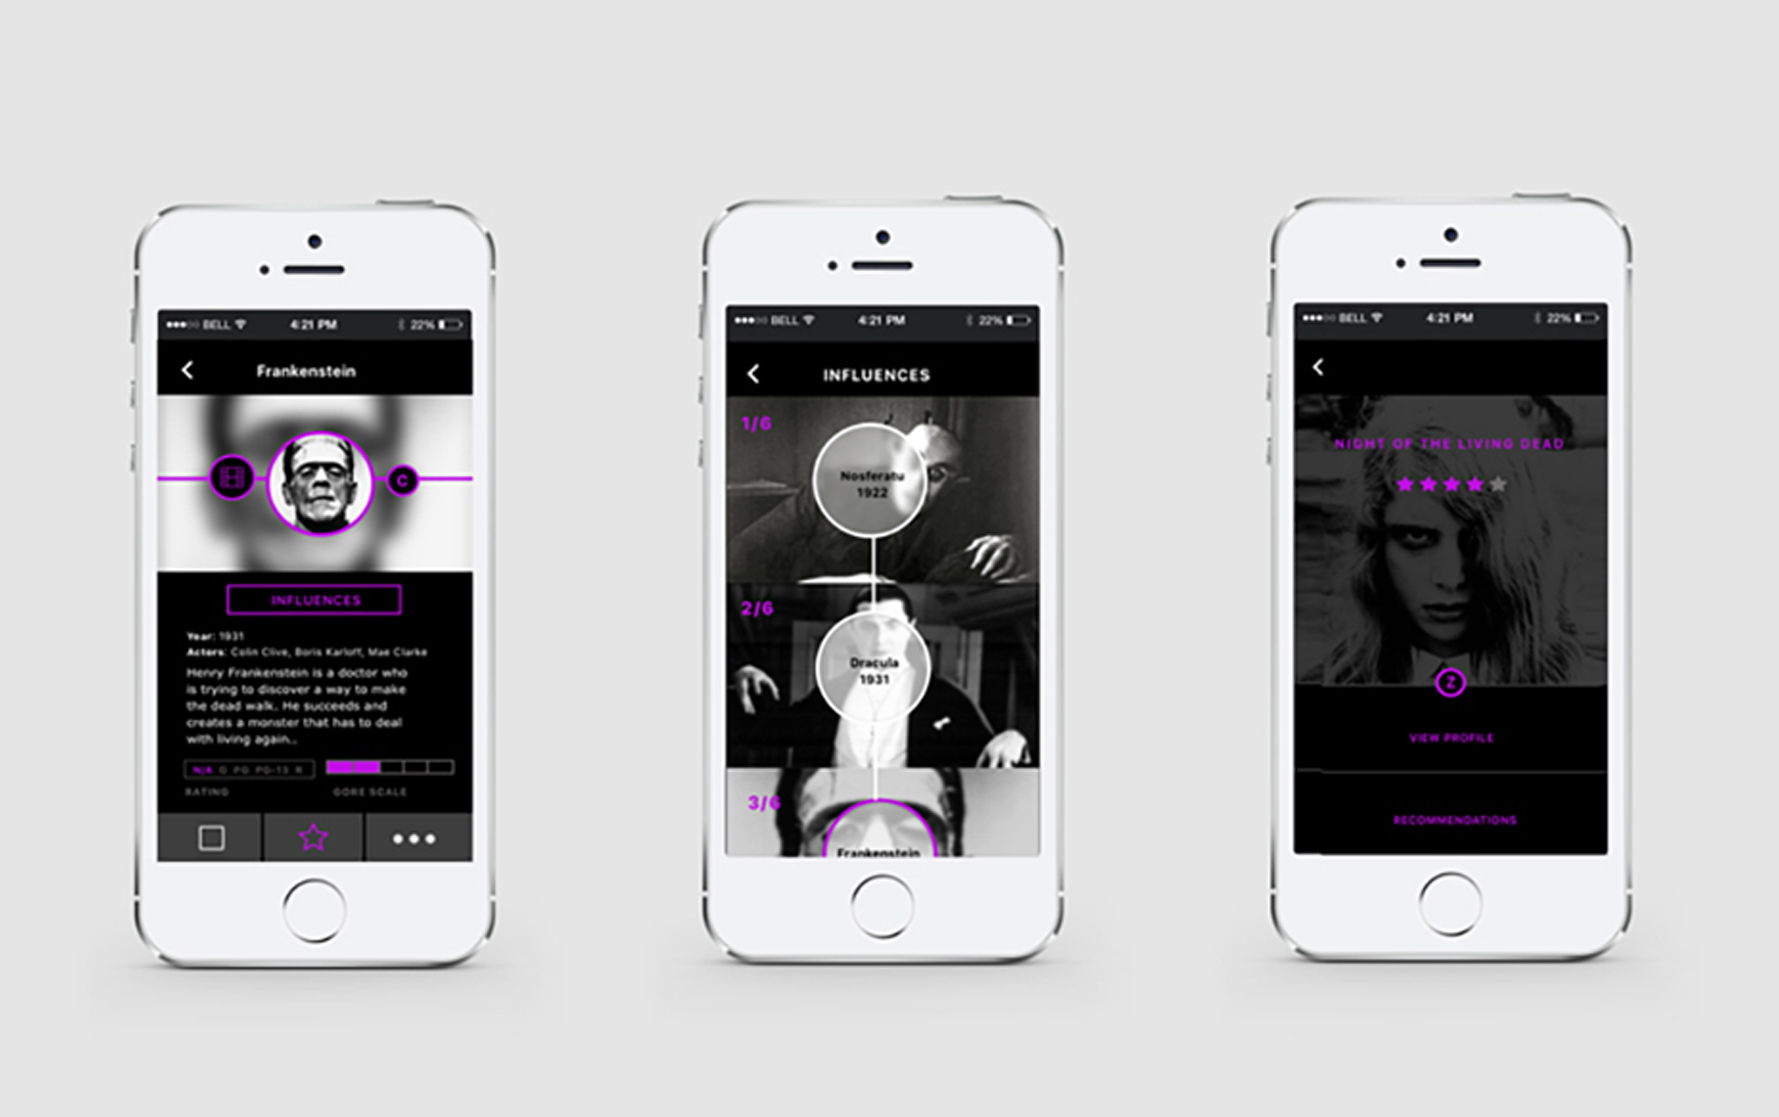 BELL 4:21 PM 22%
Frankenstein
C
INFLUENCES
Year: 1931
Actors: Colin Clive, Boris Karloff, Mae Clarke
Henry Frankenstein is a doctor who
is trying to discover a way to make
the dead walk. He succeeds and
creates a monster that has to deal
with living again...
N/A G PG PG-13 R
RATING GORE SCALE
BELL 4:21 PM 22%
INFLUENCES
1/6
Nosferatu
1922
2/6
Dracula
1931
3/6
Frankenstein
BELL 4:21 PM 22%
NIGHT OF THE LIVING DEAD
Z
VIEW PROFILE
RECOMMENDATIONS